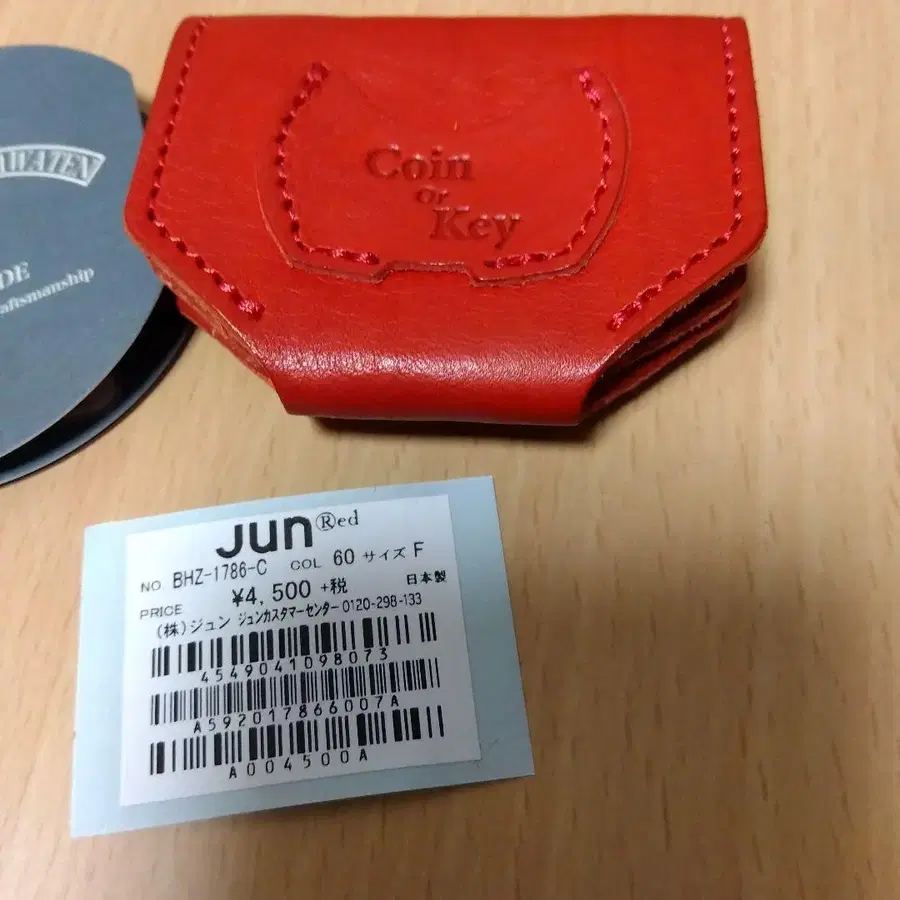 Coin
Or
Key
craftsmanship
Jun®ed
NO. BHZ-1786-C COL 60 サイズ F
PRICE ¥4,500 +税 日本製
(株)ジュン ジュンカスタマーセンター 0120-298-133
4549041098073
A592017866007A
A004500A